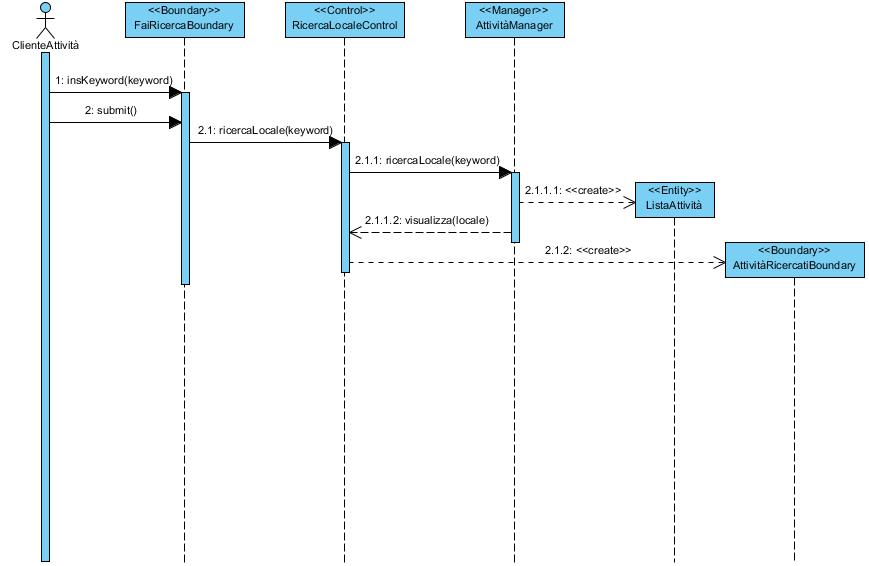 <<Boundary>>
FaiRicercaBoundary
<<Control>>
RicercaLocaleControl
<<Manager>>
AttivitàManager
ClienteAttività
1: insKeyword(keyword)
2: submit()
2.1: ricercaLocale(keyword)
2.1.1: ricercaLocale(keyword)
2.1.1.1: <<create>>
<<Entity>>
ListaAttività
2.1.1.2: visualizza(locale)
2.1.2: <<create>>
<<Boundary>>
AttivitàRicercatiBoundary